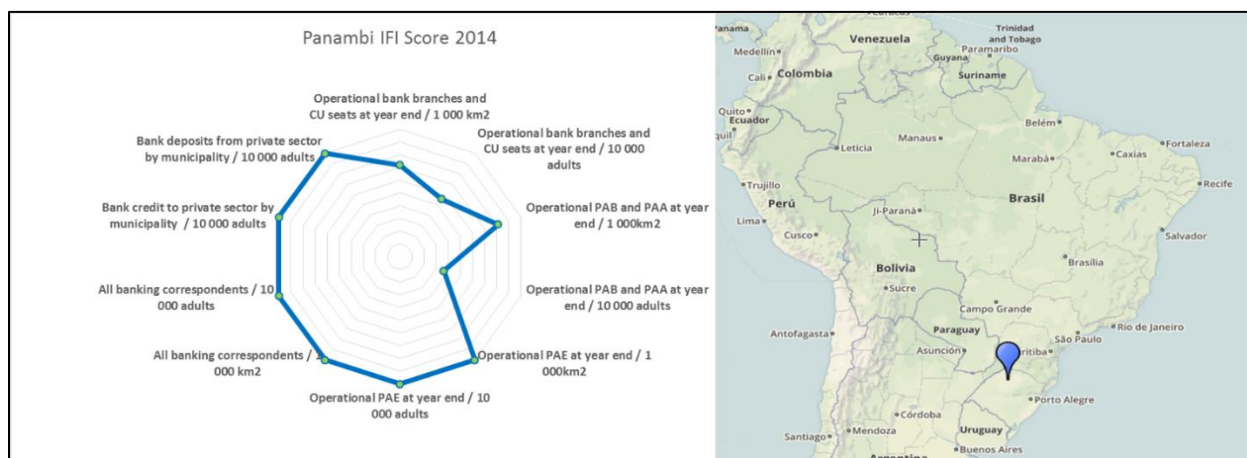 Panambi IFI Score 2014
Operational bank branches and
CU seats at year end / 1 000 km2
Operational bank branches and
CU seats at year end / 10 000
adults
Operational PAB and PAA at year
end / 1 000km2
Operational PAB and PAA at year
end / 10 000 adults
Operational PAE at year end / 1
000km2
Operational PAE at year end / 10
000 adults
All banking correspondents / 1
000 km2
All banking correspondents / 10
000 adults
Bank credit to private sector by
municipality / 10 000 adults
Bank deposits from private sector
by municipality / 10 000 adults
Panama
Caracas
Trinidad
and Tobago
Medellín
Venezuela
Paramaribo
Guyana
Cali
Colombia
Suriname
Quito
Ecuador
quil
Belém
Manaus
Fortaleza
Leticia
Marabá
Caxias
Trujillo
Recife
Perú
Brasil
Ji-Paraná
Lima
Cusco
Salvador
Bolivia
Brasília
Sucre
Campo Grande
Antofagasta
Paraguay
Rio de Janeiro
São Paulo
Asunción
uritiba
Porto Alegre
Córdoba
Uruguay
Mendoza
Santiago
Buenos Aires
Argentina